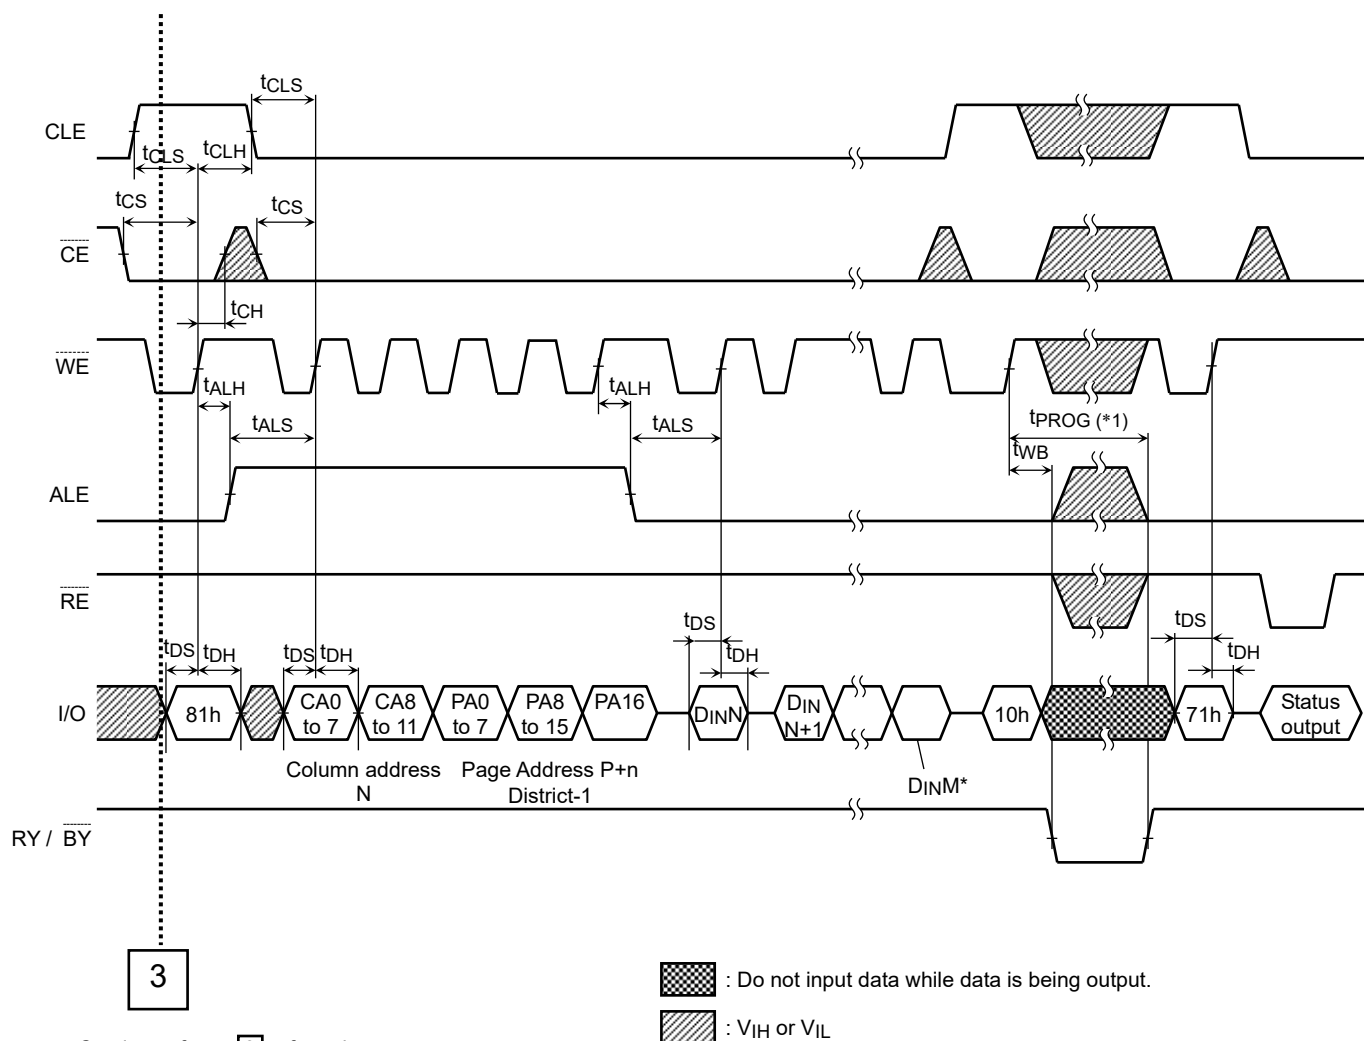 tCLS
CLE
tCLS tCLH
tCS tCS
CE
tCH
WE
tALH tALH
tALS tALS tPROG (*1)
tWB
ALE
RE
tDS tDH tDS tDH tDS tDH tDS tDH
I/O 81h CA0 to 7 CA8 to 11 PA0 to 7 PA8 to 15 PA16 DINN DIN N+1 10h 71h Status output
Column address N
Page Address P+n District-1
DINM*
RY / BY
3
: Do not input data while data is being output.
: VIH or VIL